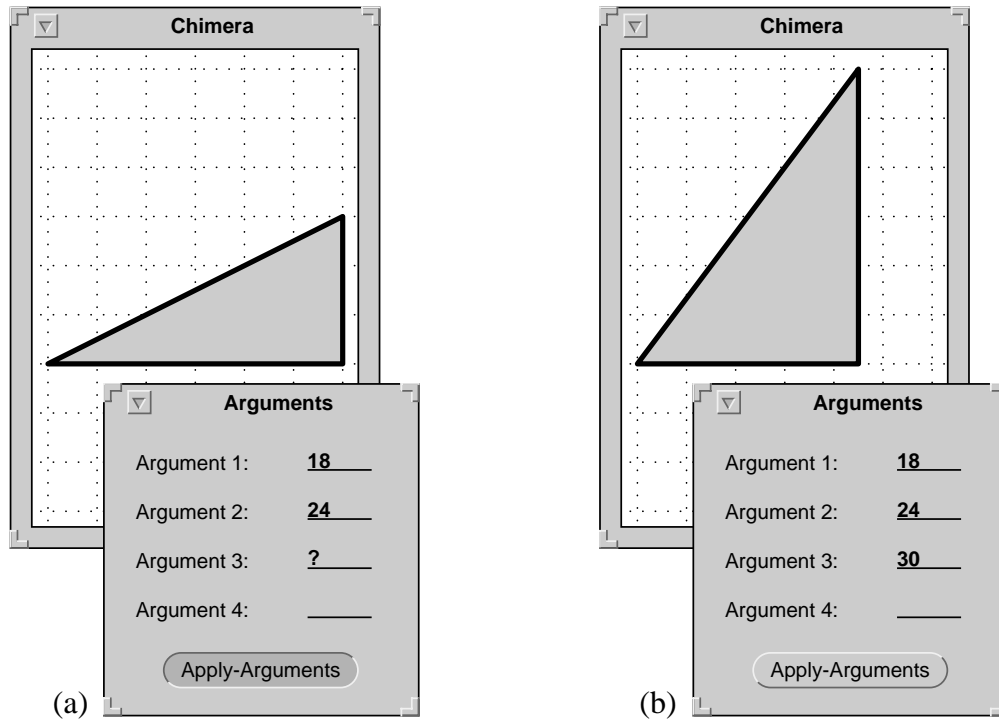 Chimera
Arguments
Argument 1: 18
Argument 2: 24
Argument 3: ?
Argument 4:
Apply-Arguments
(a)
Chimera
Arguments
Argument 1: 18
Argument 2: 24
Argument 3: 30
Argument 4:
Apply-Arguments
(b)